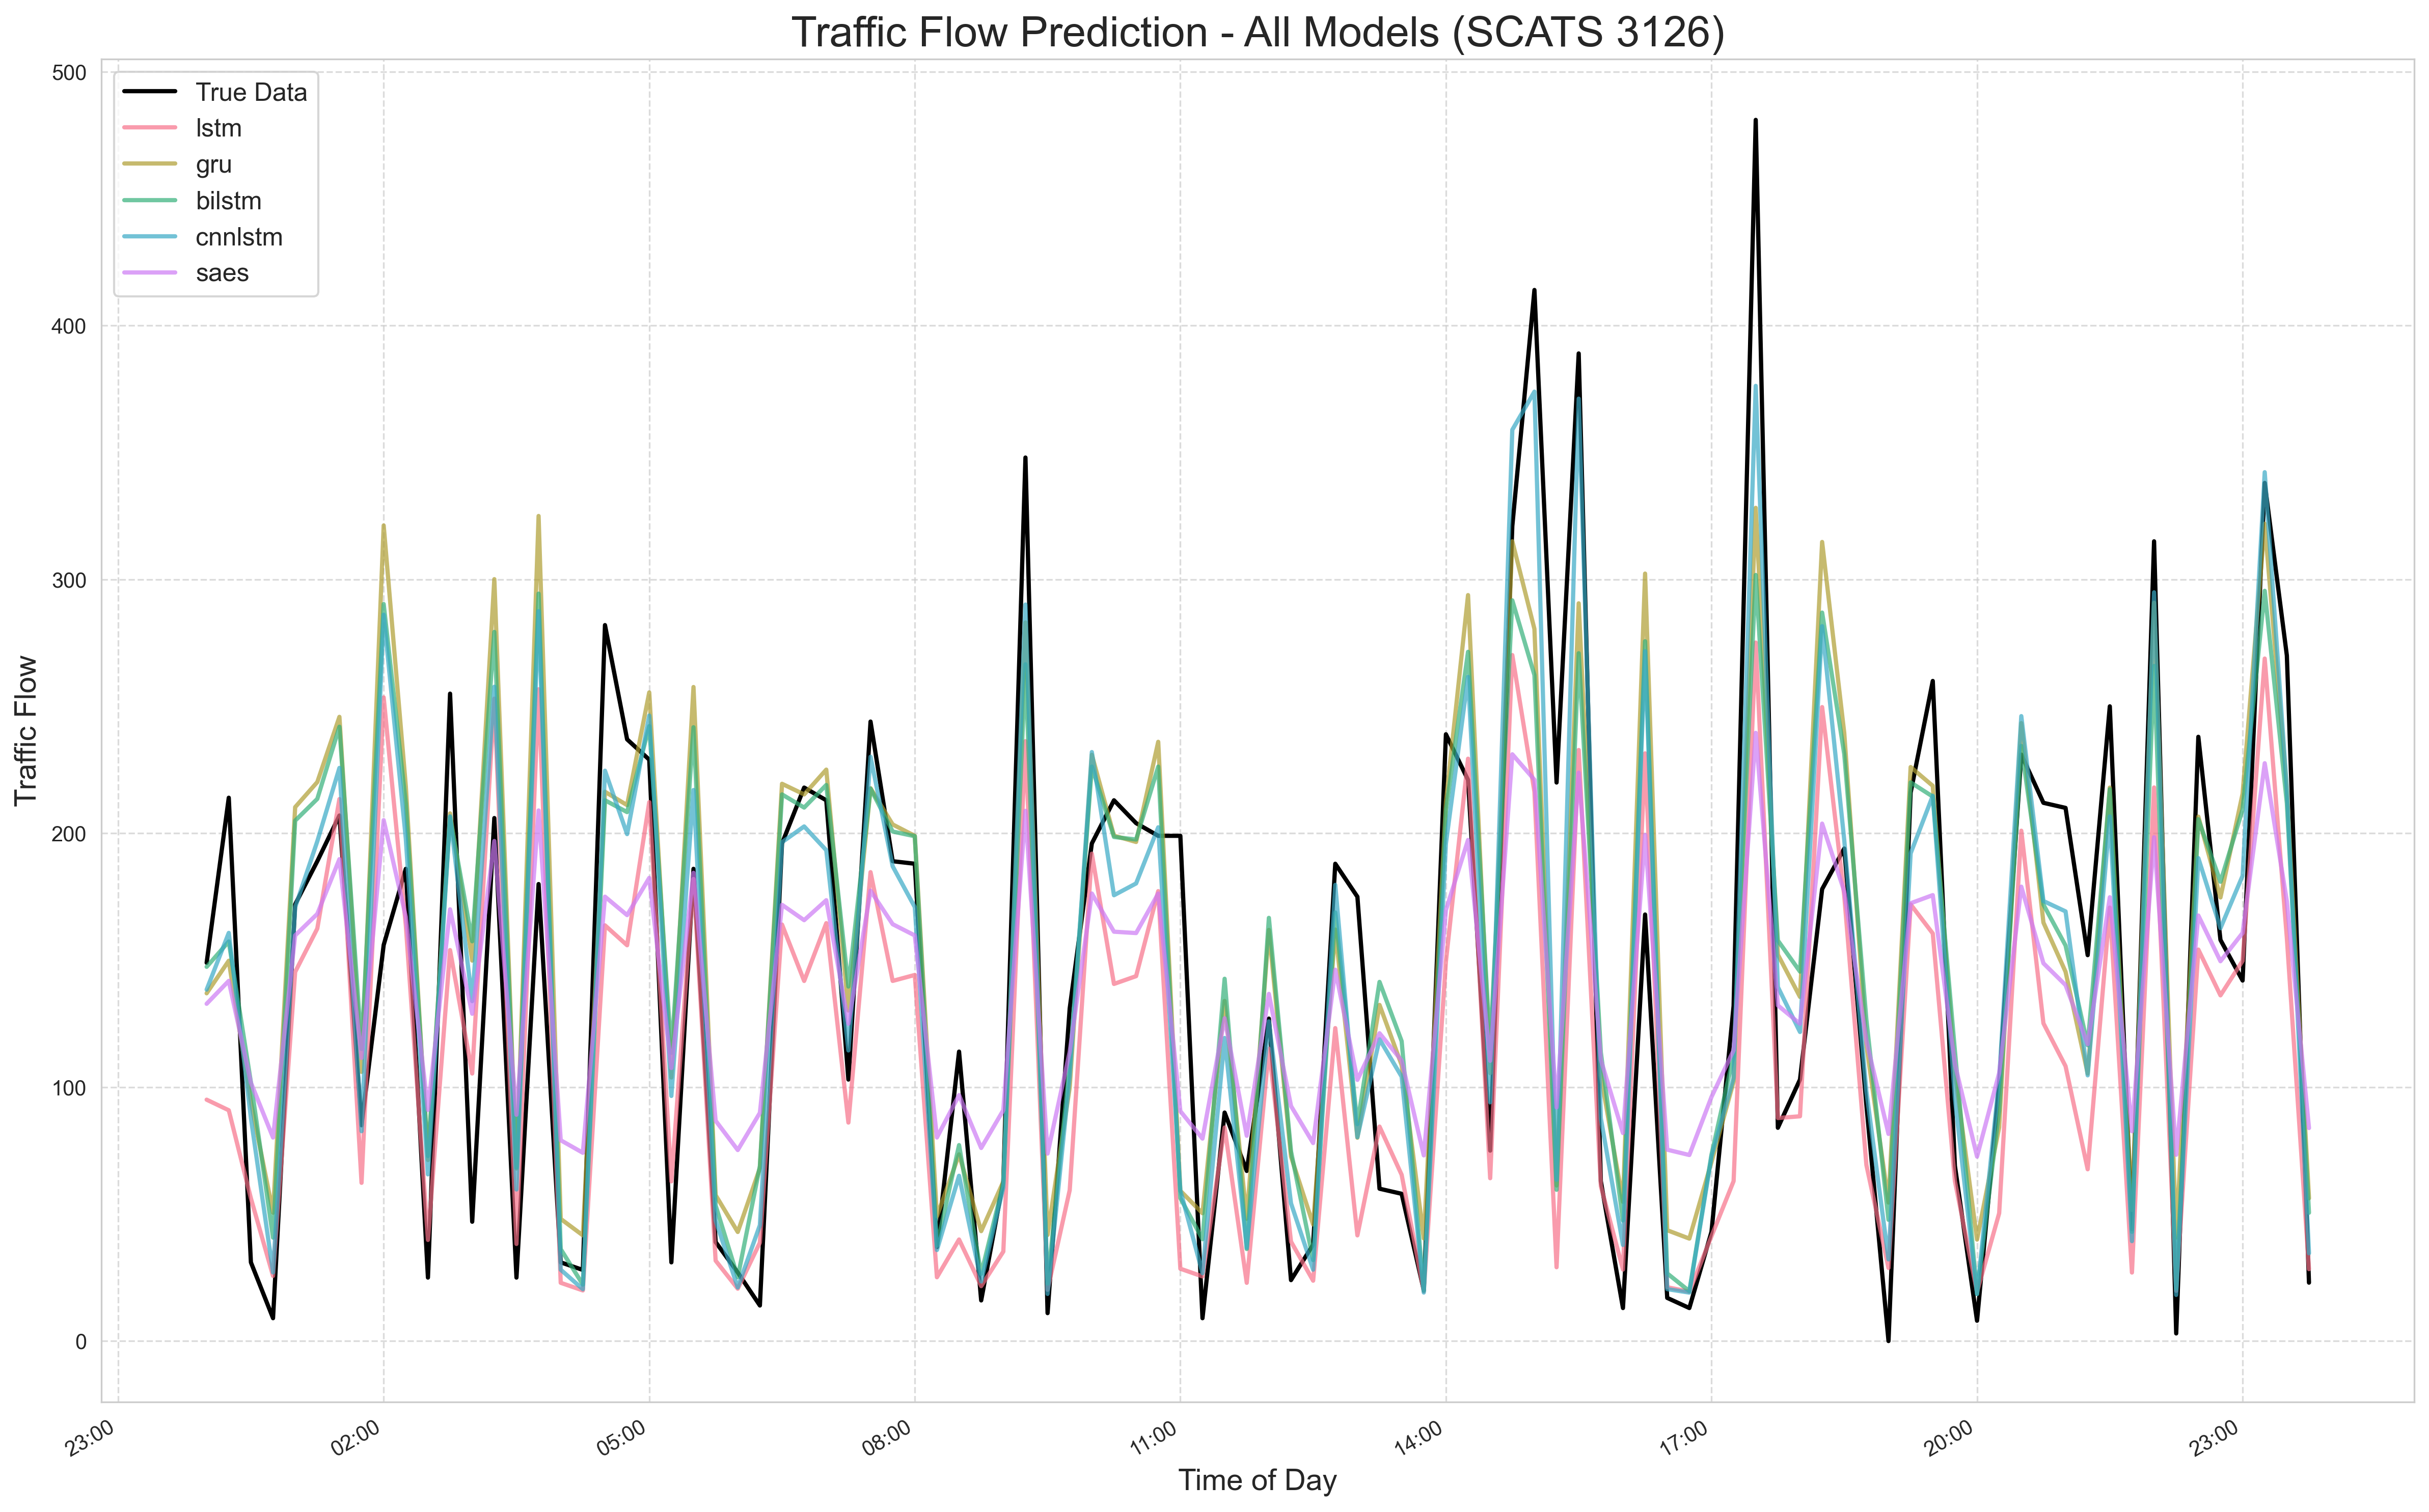 Traffic Flow Prediction - All Models (SCATS 3126)
True Data
lstm
gru
bilstm
cnnlstm
saes
Traffic Flow
500
400
300
200
100
0
23:00
02:00
05:00
08:00
11:00
14:00
17:00
20:00
23:00
Time of Day